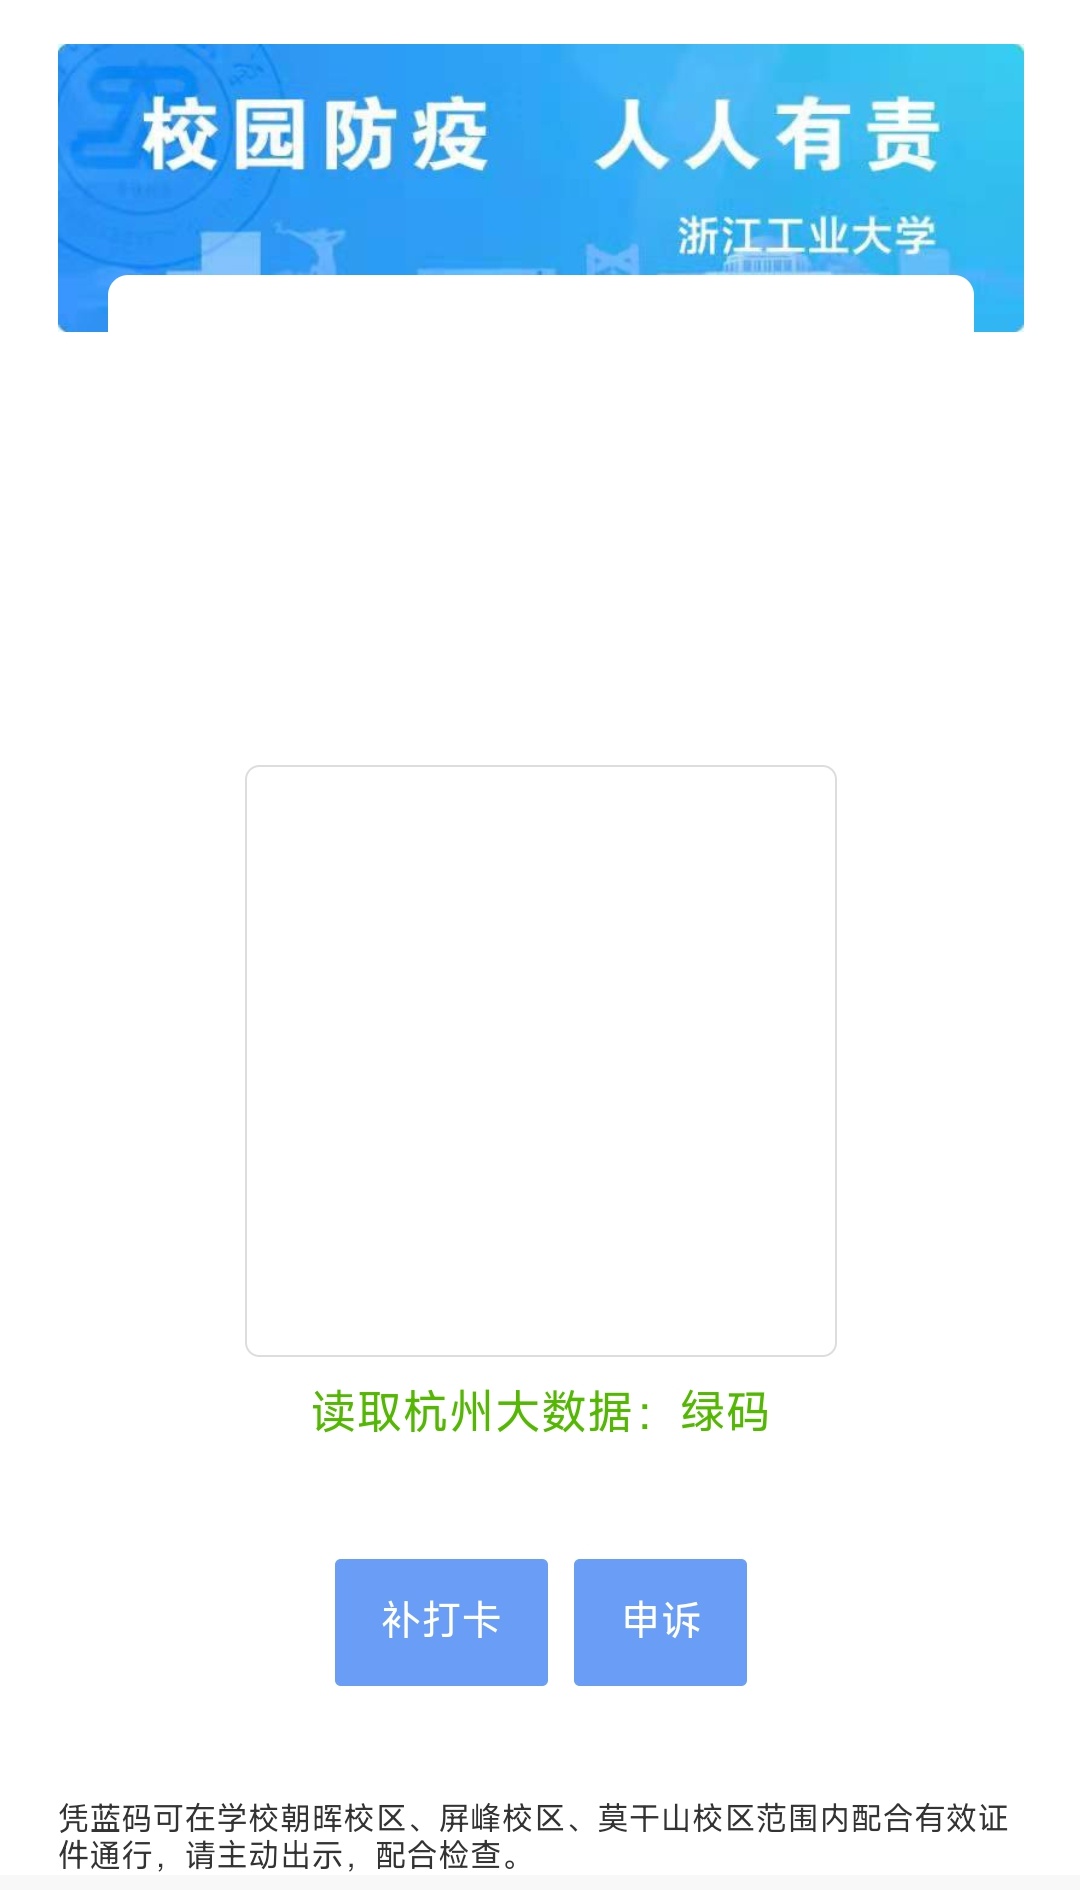 校园防疫 人人有责
浙江工业大学
读取杭州大数据：绿码
补打卡 申诉
凭蓝码可在学校朝晖校区、屏峰校区、莫干山校区范围内配合有效证
件通行，请主动出示，配合检查。